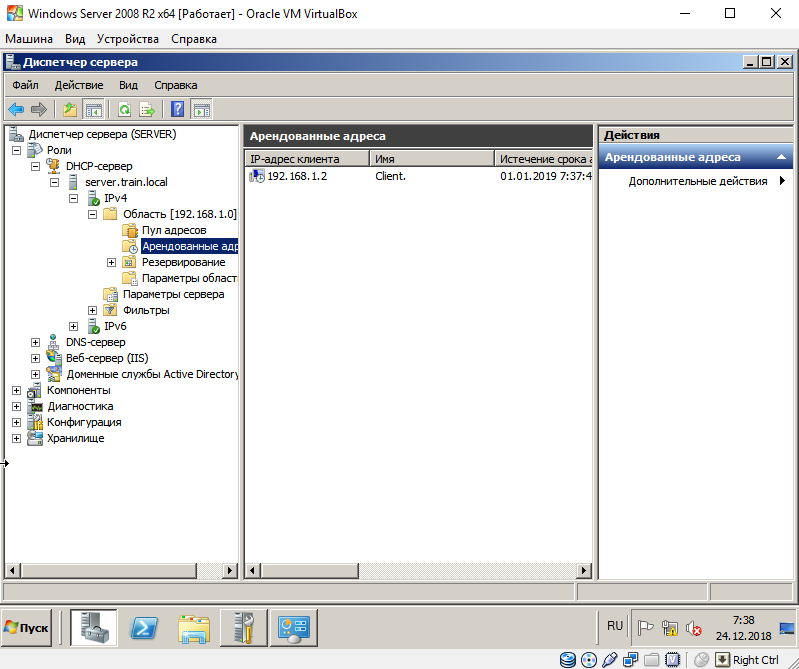 Windows Server 2008 R2 x64 [Работает] - Oracle VM VirtualBox
Машина Вид Устройства Справка
Диспетчер сервера
Файл Действие Вид Справка
Диспетчер сервера (SERVER)
Роли
DHCP-сервер
server.train.local
IPv4
Область [192.168.1.0]
Пул адресов
Арендованные адр
Резервирование
Параметры област
Параметры сервера
Фильтры
IPv6
DNS-сервер
Веб-сервер (IIS)
Доменные службы Active Directory
Компоненты
Диагностика
Конфигурация
Хранилище
Арендованные адреса
IP-адрес клиента Имя Истечение срока а
192.168.1.2 Client. 01.01.2019 7:37:4
Действия
Арендованные адреса
Дополнительные действия
Пуск
RU
7:38
24.12.2018
Right Ctrl